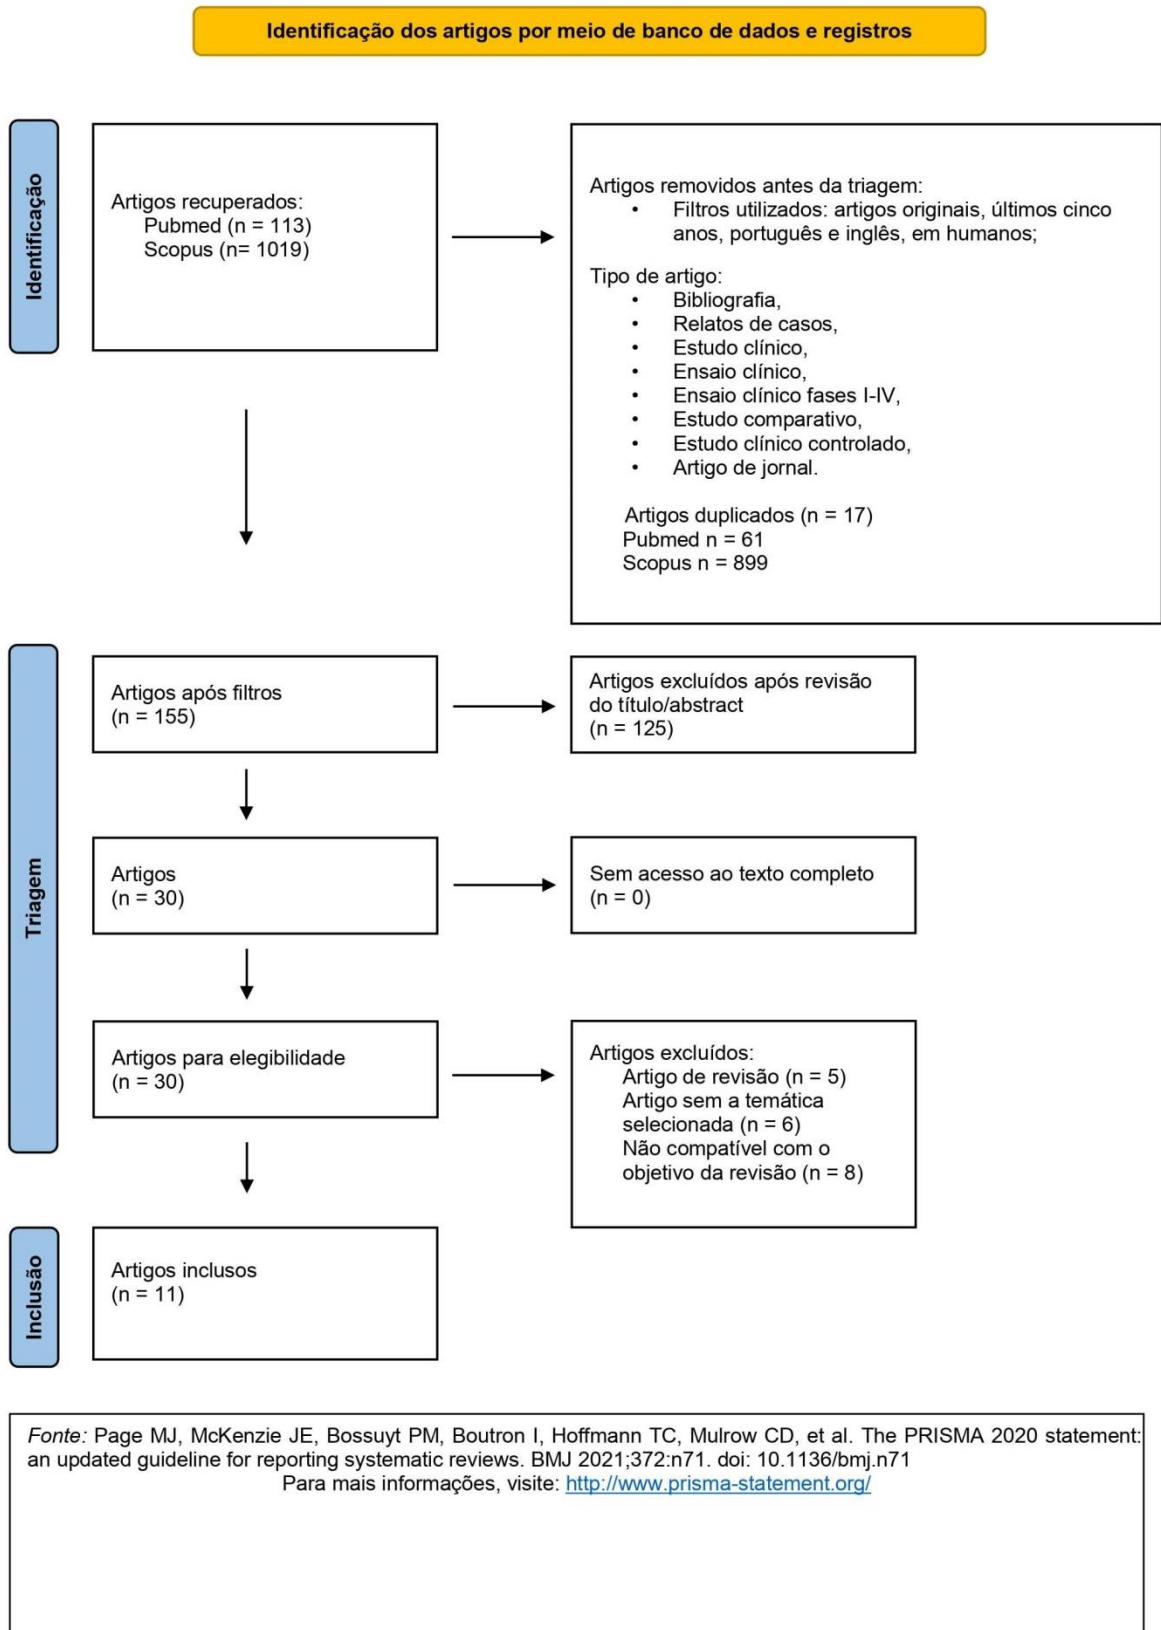 Identificação dos artigos por meio de banco de dados e registros
Identificação
Artigos recuperados:
Pubmed (n = 113)
Scopus (n= 1019)
Artigos removidos antes da triagem:
• Filtros utilizados: artigos originais, últimos cinco
anos, português e inglês, em humanos;
Tipo de artigo:
• Bibliografia,
• Relatos de casos,
• Estudo clínico,
• Ensaio clínico,
• Ensaio clínico fases I-IV,
• Estudo comparativo,
• Estudo clínico controlado,
• Artigo de jornal.
Artigos duplicados (n = 17)
Pubmed n = 61
Scopus n = 899
Triagem
Artigos após filtros
(n = 155)
Artigos excluídos após revisão
do título/abstract
(n = 125)
Artigos
(n = 30)
Sem acesso ao texto completo
(n = 0)
Artigos para elegibilidade
(n = 30)
Artigos excluídos:
Artigo de revisão (n = 5)
Artigo sem a temática
selecionada (n = 6)
Não compatível com o
objetivo da revisão (n = 8)
Inclusão
Artigos inclusos
(n = 11)
Fonte: Page MJ, McKenzie JE, Bossuyt PM, Boutron I, Hoffmann TC, Mulrow CD, et al. The PRISMA 2020 statement:
an updated guideline for reporting systematic reviews. BMJ 2021;372:n71. doi: 10.1136/bmj.n71
Para mais informações, visite: http://www.prisma-statement.org/